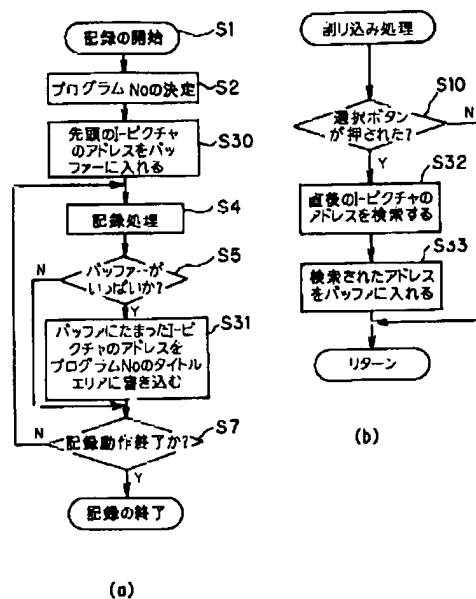 記録の開始
S1
プログラムNoの決定
S2
先頭のI-ピクチャ
のアドレスをバッ
ファーに入れる
S30
記録処理
S4
バッファーが
いっぱいか?
S5
N
Y
バッファにたまったI-ピ
クチャのアドレスを
プログラムNoのタイトル
エリアに書き込む
S31
記録動作終了か?
S7
N
Y
記録の終了
(a)
割り込み処理
選択ボタン
が押された?
S10
N
Y
直後のI-ピクチャの
アドレスを検索する
S32
検索されたアドレス
をバッファに入れる
S33
リターン
(b)